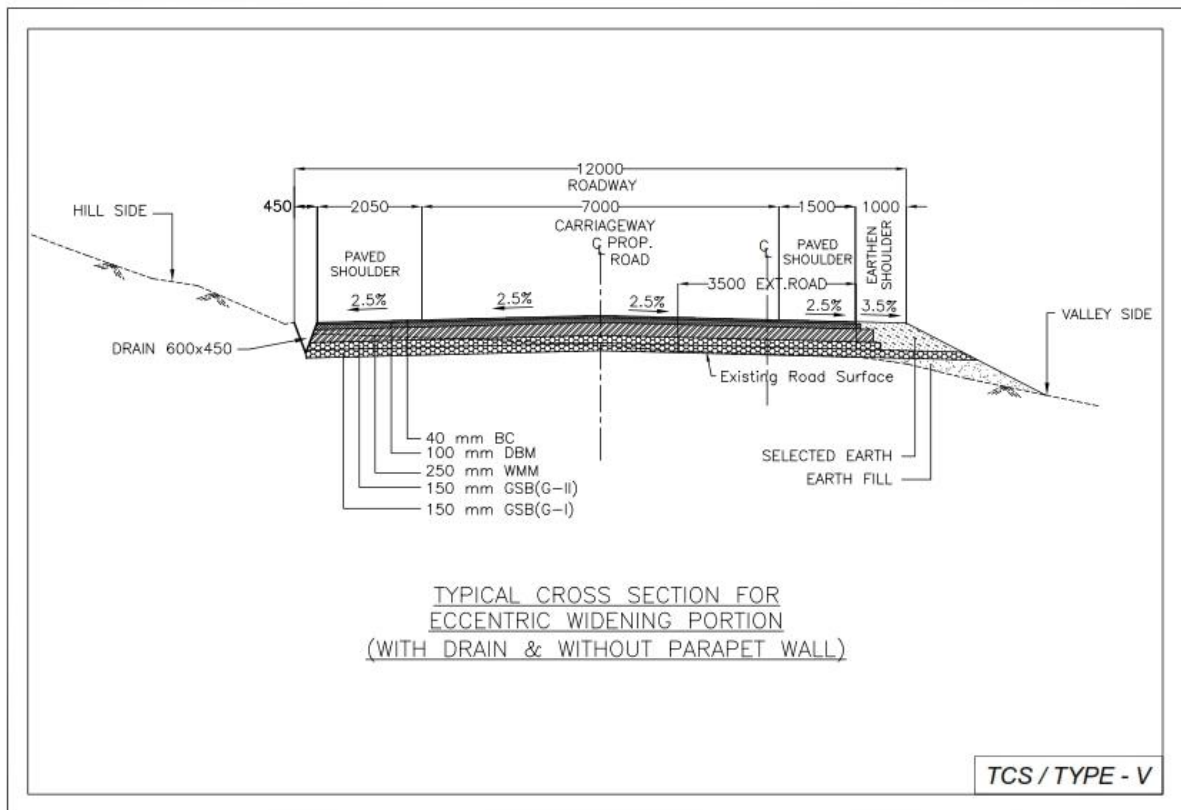 12000
ROADWAY
450
2050
7000
1500
1000
HILL SIDE
CARRIAGEWAY
℄ PROP.
ROAD
℄
PAVED
SHOULDER
PAVED
SHOULDER
EARTHEN
SHOULDER
3500 EXT.ROAD
2.5%
2.5%
2.5%
2.5%
3.5%
VALLEY SIDE
DRAIN 600x450
Existing Road Surface
40 mm BC
100 mm DBM
250 mm WMM
150 mm GSB(G-II)
150 mm GSB(G-I)
SELECTED EARTH
EARTH FILL
TYPICAL CROSS SECTION FOR
ECCENTRIC WIDENING PORTION
(WITH DRAIN & WITHOUT PARAPET WALL)
TCS / TYPE - V